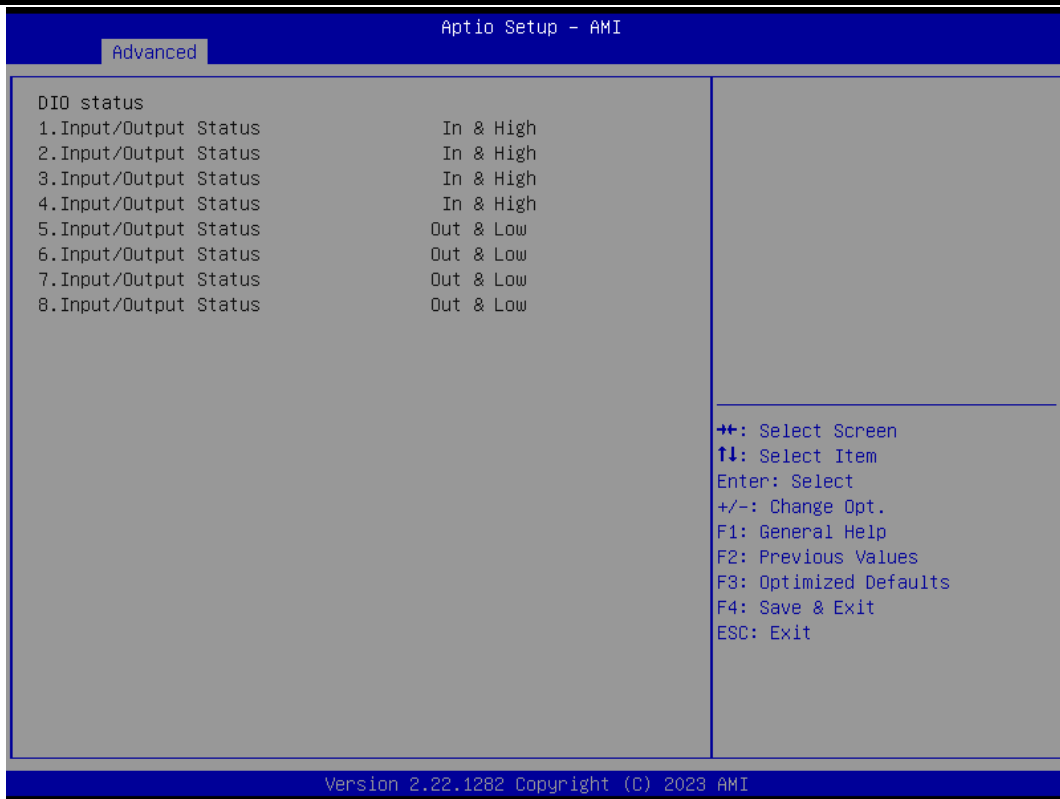 Aptio Setup - AMI
Advanced
DIO status
1.Input/Output Status In & High
2.Input/Output Status In & High
3.Input/Output Status In & High
4.Input/Output Status In & High
5.Input/Output Status Out & Low
6.Input/Output Status Out & Low
7.Input/Output Status Out & Low
8.Input/Output Status Out & Low
→←: Select Screen
↑↓: Select Item
Enter: Select
+/-: Change Opt.
F1: General Help
F2: Previous Values
F3: Optimized Defaults
F4: Save & Exit
ESC: Exit
Version 2.22.1282 Copyright (C) 2023 AMI